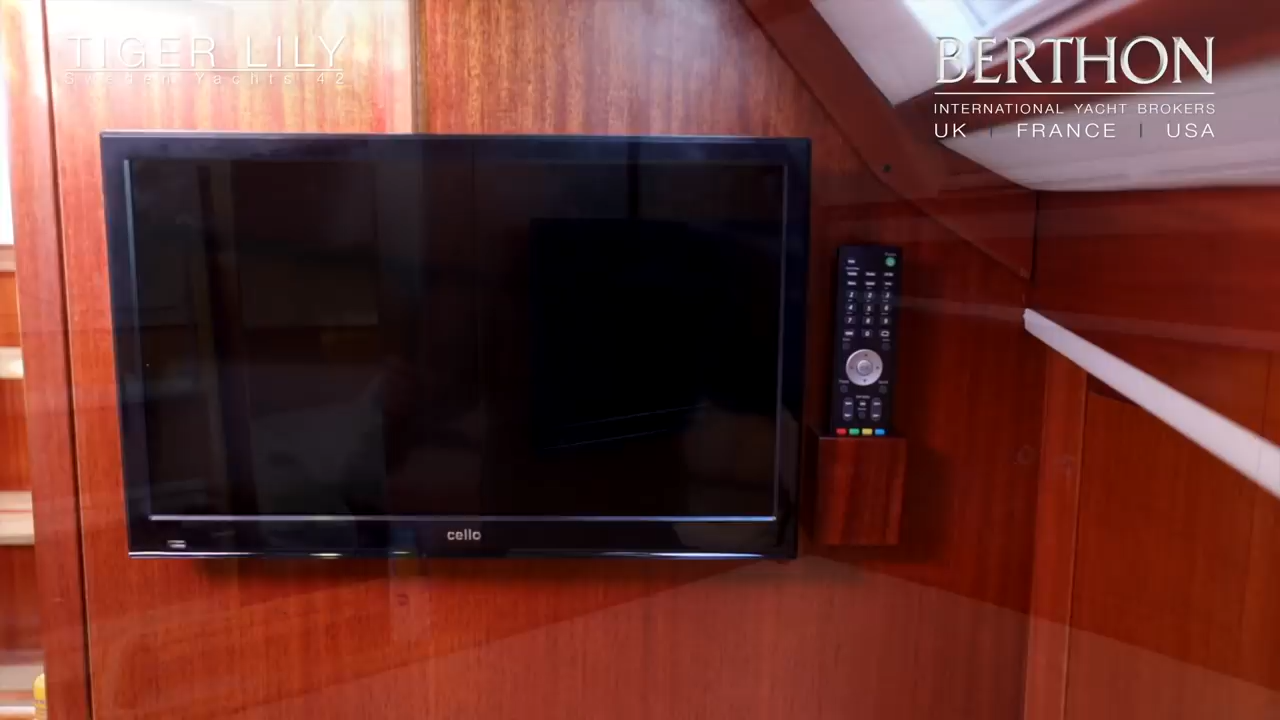 TIGER LILY
Sweden Yachts 42
BERTHON
INTERNATIONAL YACHT BROKERS
UK | FRANCE | USA
cello